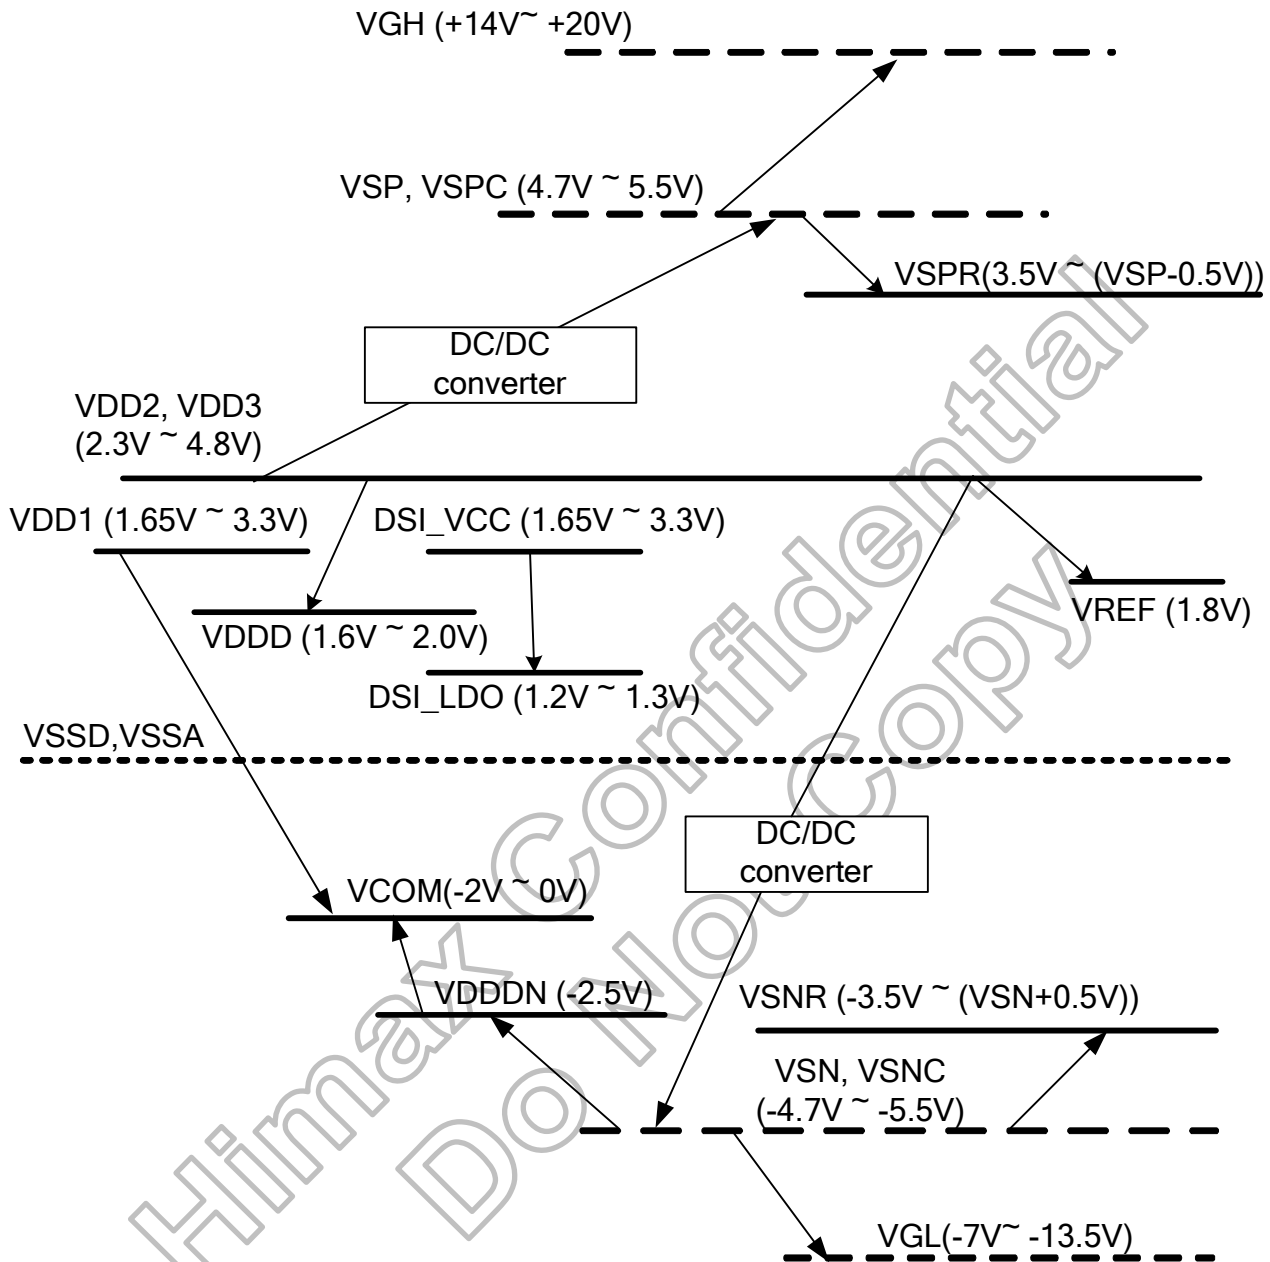 VGH (+14V~ +20V)
VSP, VSPC (4.7V ~ 5.5V)
VSPR(3.5V ~ (VSP-0.5V))
DC/DC
converter
VDD2, VDD3
(2.3V ~ 4.8V)
VDD1 (1.65V ~ 3.3V)
DSI_VCC (1.65V ~ 3.3V)
VREF (1.8V)
VDDD (1.6V ~ 2.0V)
DSI_LDO (1.2V ~ 1.3V)
VSSD,VSSA
DC/DC
converter
VCOM(-2V ~ 0V)
VDDDN (-2.5V)
VSNR (-3.5V ~ (VSN+0.5V))
VSN, VSNC
(-4.7V ~ -5.5V)
VGL(-7V~ -13.5V)
Himax Confidential
Do Not Copy